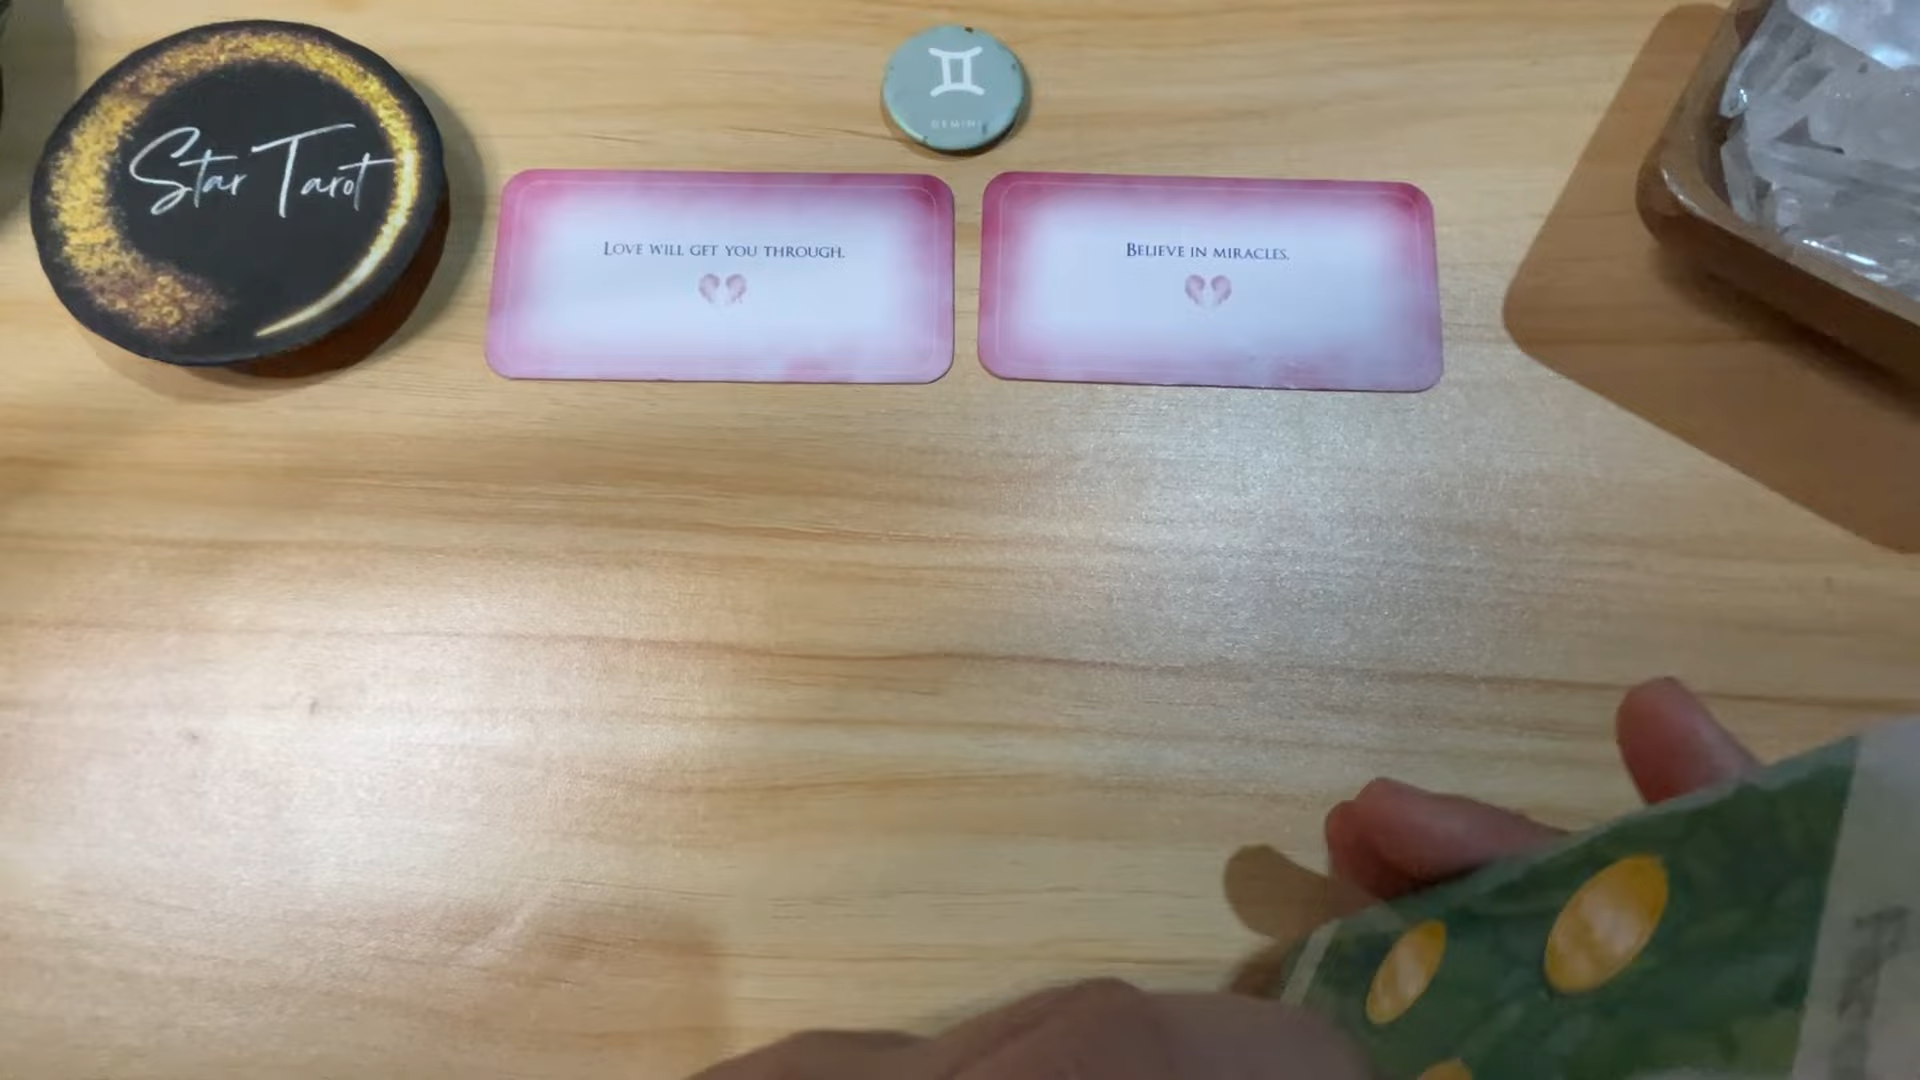 Star Tarot
GEMINI
LOVE WILL GET YOU THROUGH.
BELIEVE IN MIRACLES.